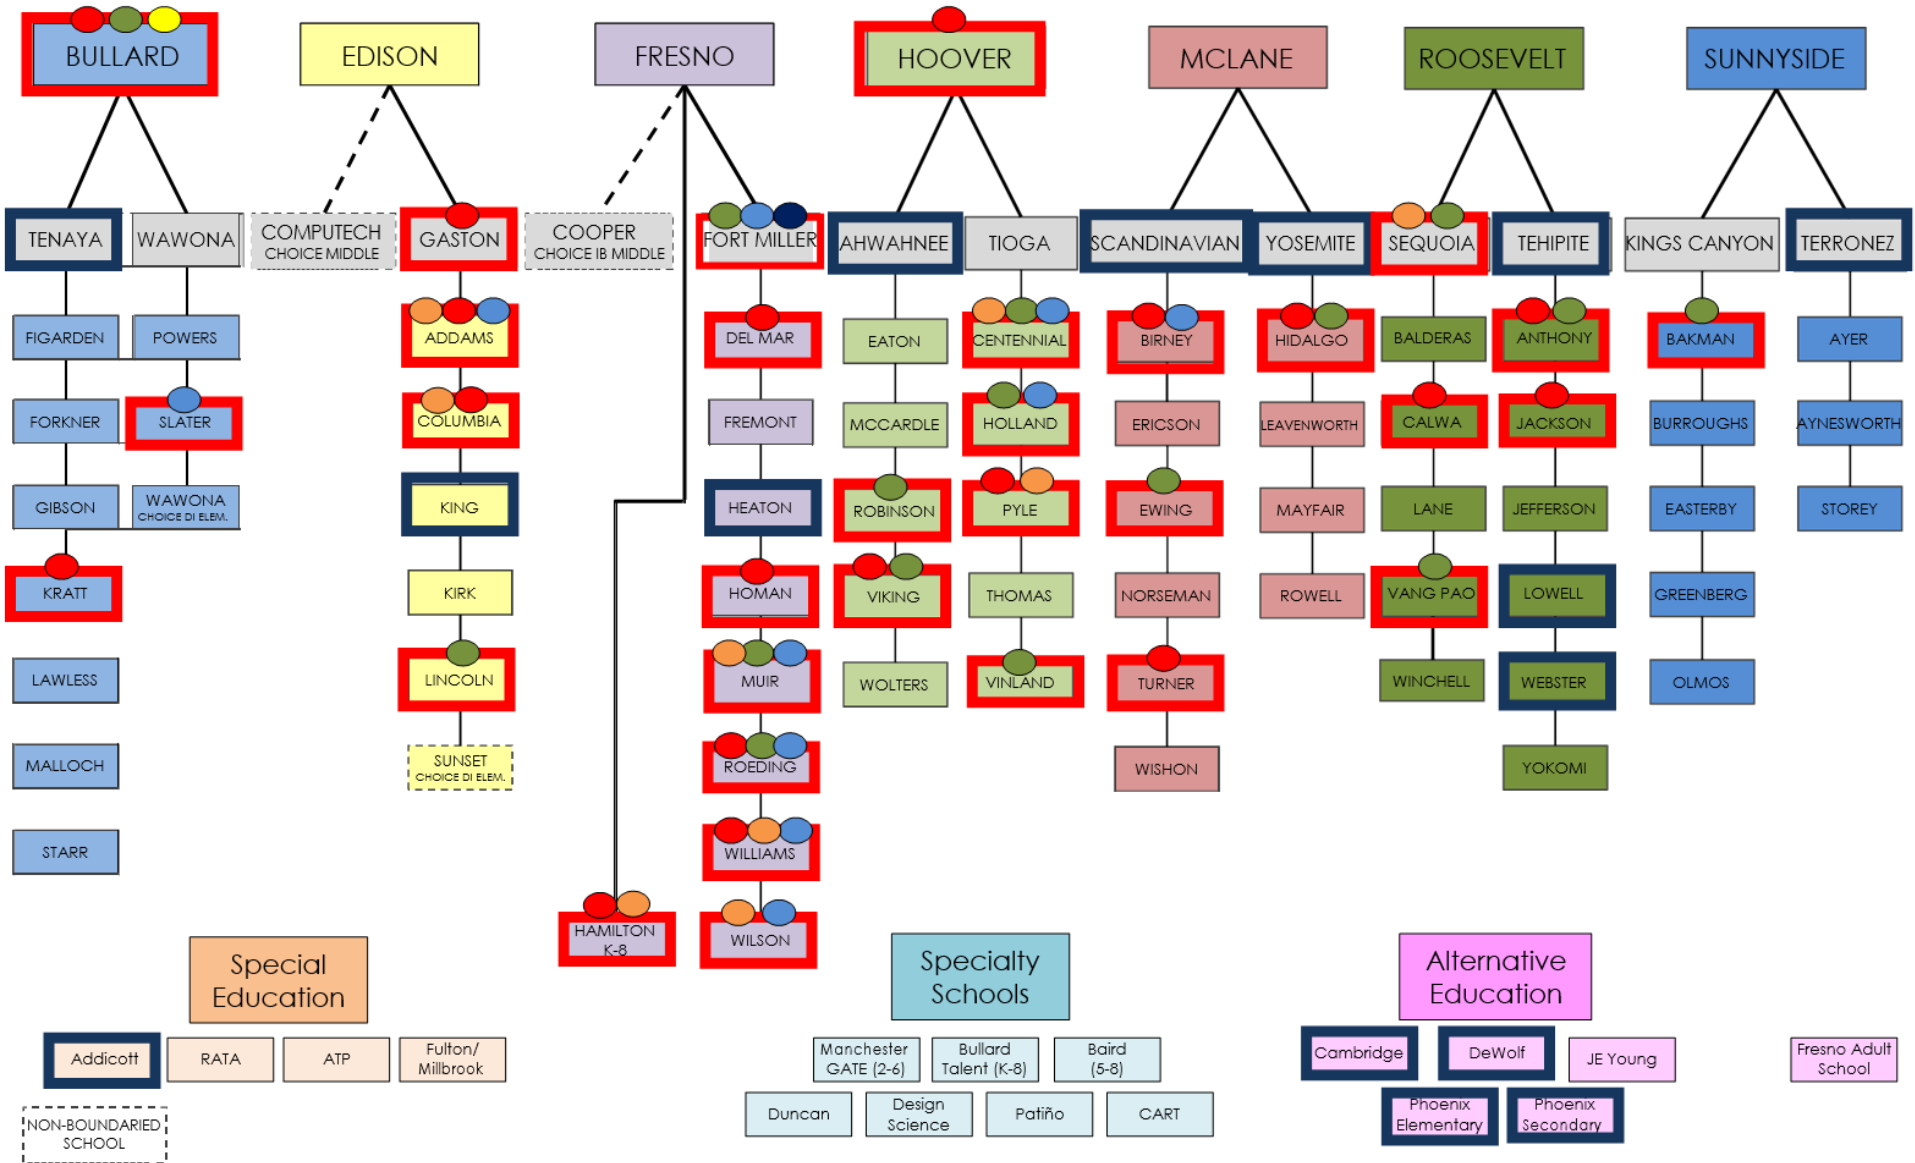 BULLARD
EDISON
FRESNO
HOOVER
MCLANE
ROOSEVELT
SUNNYSIDE
TENAYA
WAWONA
COMPUTECH
CHOICE MIDDLE
GASTON
COOPER
CHOICE IB MIDDLE
FORT MILLER
AHWAHNEE
TIOGA
SCANDINAVIAN
YOSEMITE
SEQUOIA
TEHIPITE
KINGS CANYON
TERRONEZ
FIGARDEN
POWERS
ADDAMS
DEL MAR
EATON
CENTENNIAL
BIRNEY
HIDALGO
BALDERAS
ANTHONY
BAKMAN
AYER
FORKNER
SLATER
COLUMBIA
FREMONT
MCCARDLE
HOLLAND
ERICSON
LEAVENWORTH
CALWA
JACKSON
BURROUGHS
AYNESWORTH
GIBSON
WAWONA
CHOICE DI ELEM.
KING
HEATON
ROBINSON
PYLE
EWING
MAYFAIR
LANE
JEFFERSON
EASTERBY
STOREY
KRATT
KIRK
HOMAN
VIKING
THOMAS
NORSEMAN
ROWELL
VANG PAO
LOWELL
GREENBERG
LAWLESS
LINCOLN
MUIR
WOLTERS
VINLAND
TURNER
WINCHELL
WEBSTER
OLMOS
MALLOCH
SUNSET
CHOICE DI ELEM.
ROEDING
WISHON
YOKOMI
STARR
WILLIAMS
HAMILTON
K-8
WILSON
Special
Education
Specialty
Schools
Alternative
Education
Addicott
RATA
ATP
Fulton/
Millbrook
Manchester
GATE (2-6)
Bullard
Talent (K-8)
Baird
(5-8)
Cambridge
DeWolf
JE Young
Fresno Adult
School
NON-BOUNDARIED
SCHOOL
Duncan
Design
Science
Patiño
CART
Phoenix
Elementary
Phoenix
Secondary